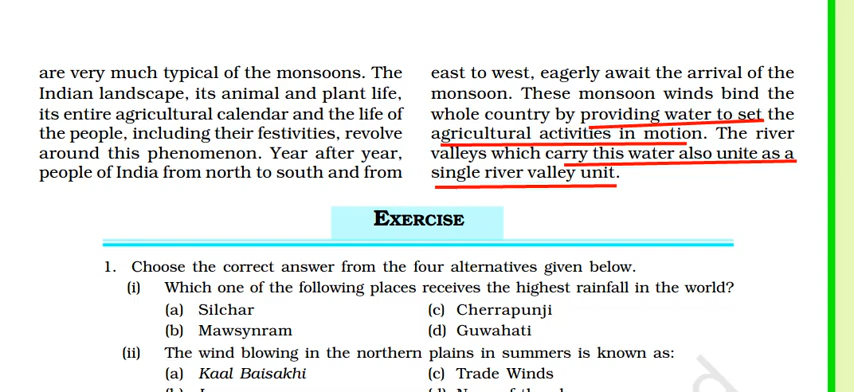 are very much typical of the monsoons. The
Indian landscape, its animal and plant life,
its entire agricultural calendar and the life of
the people, including their festivities, revolve
around this phenomenon. Year after year,
people of India from north to south and from
east to west, eagerly await the arrival of the
monsoon. These monsoon winds bind the
whole country by providing water to set the
agricultural activities in motion. The river
valleys which carry this water also unite as a
single river valley unit.
EXERCISE
1. Choose the correct answer from the four alternatives given below.
(i) Which one of the following places receives the highest rainfall in the world?
(a) Silchar (c) Cherrapunji
(b) Mawsynram (d) Guwahati
(ii) The wind blowing in the northern plains in summers is known as:
(a) Kaal Baisakhi (c) Trade Winds